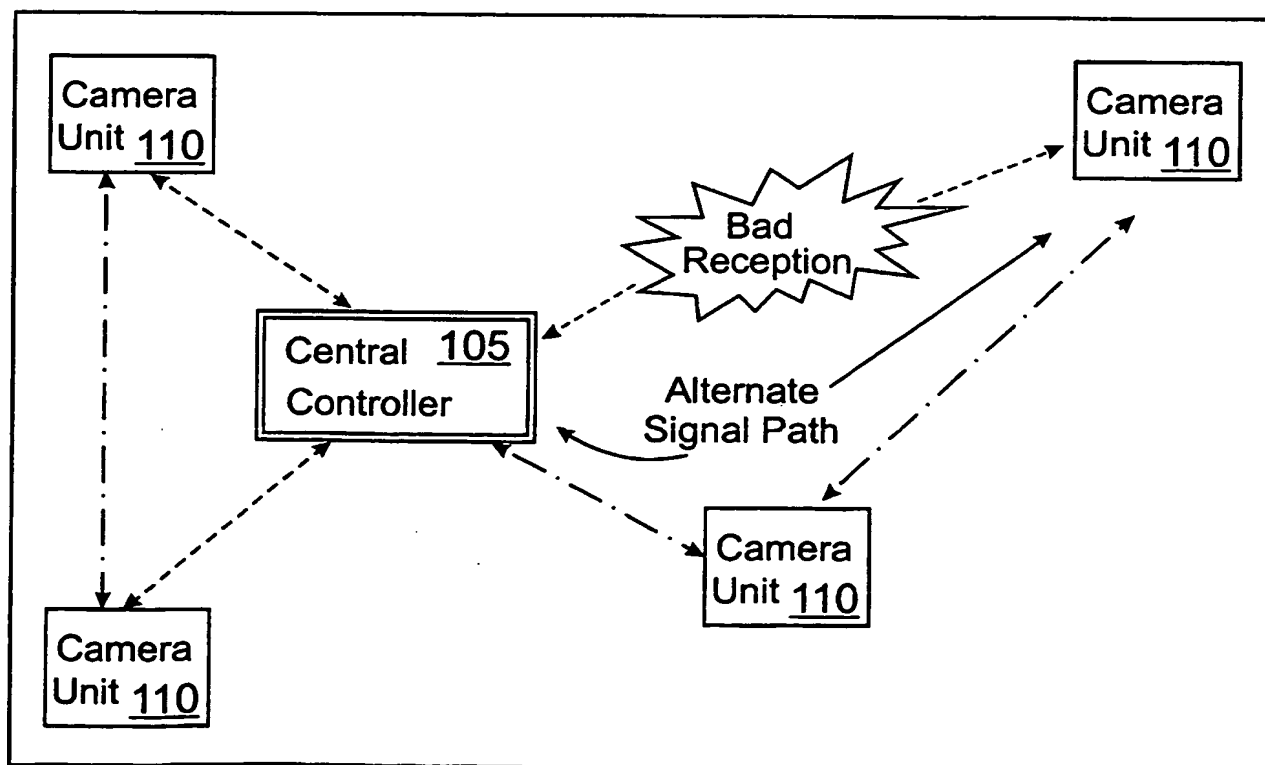 Camera
Unit 110
Camera
Unit 110
Bad
Reception
Central 105
Controller
Alternate
Signal Path
Camera
Unit 110
Camera
Unit 110